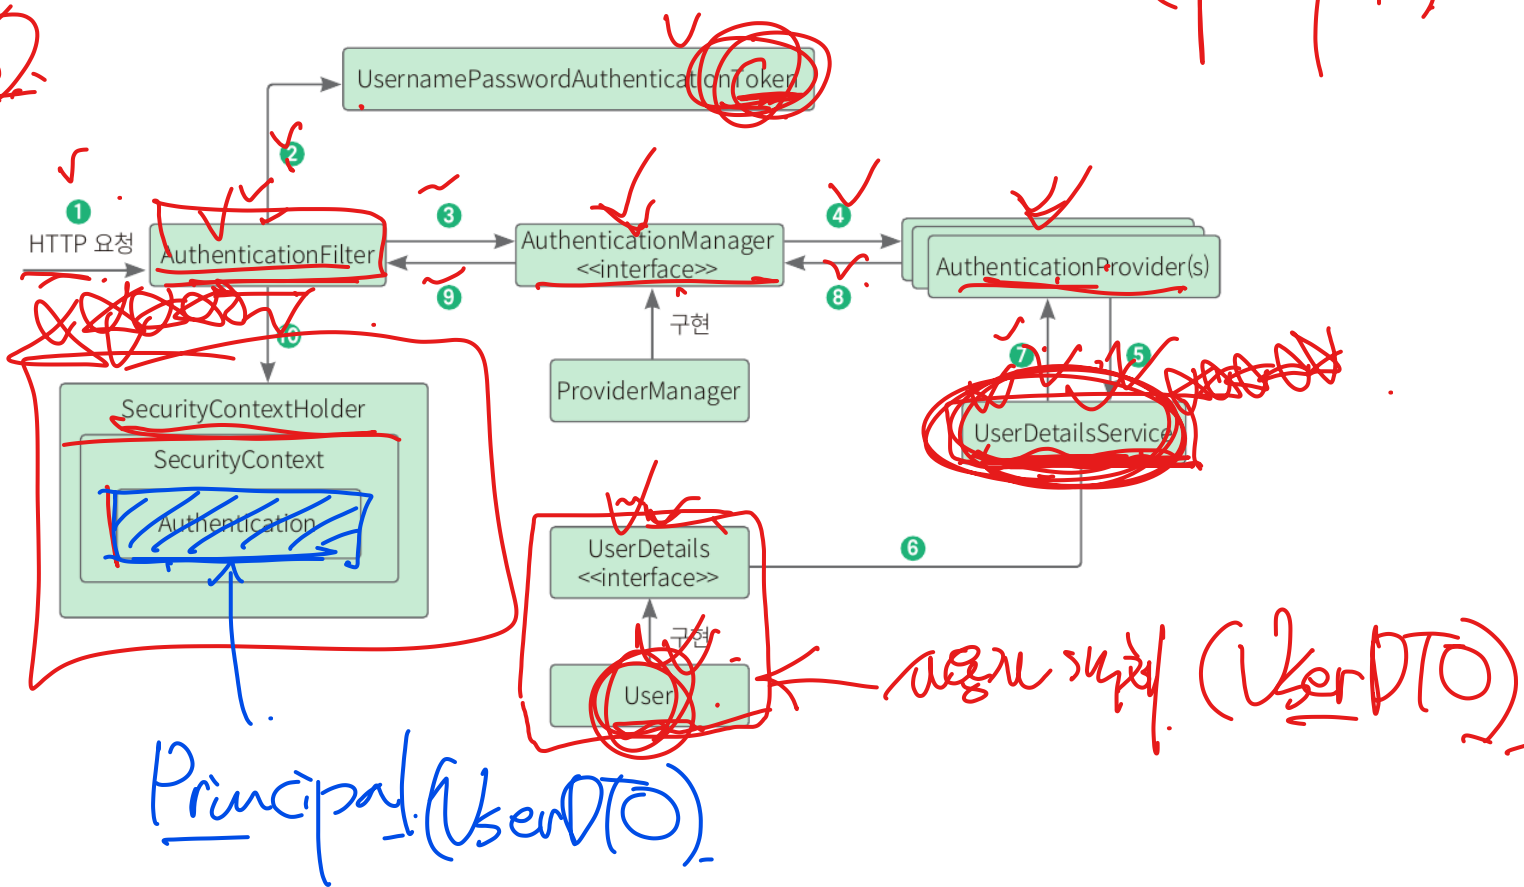 UsernamePasswordAuthenticationToken
2
1
3
4
HTTP 요청
AuthenticationFilter
AuthenticationManager
<<interface>>
AuthenticationProvider(s)
9
8
10
구현
7
5
ProviderManager
SecurityContextHolder
UserDetailsService
SecurityContext
Authentication
UserDetails
<<interface>>
6
구현
User
사용자 객체 (UserDTO)
Principal (UserDTO)